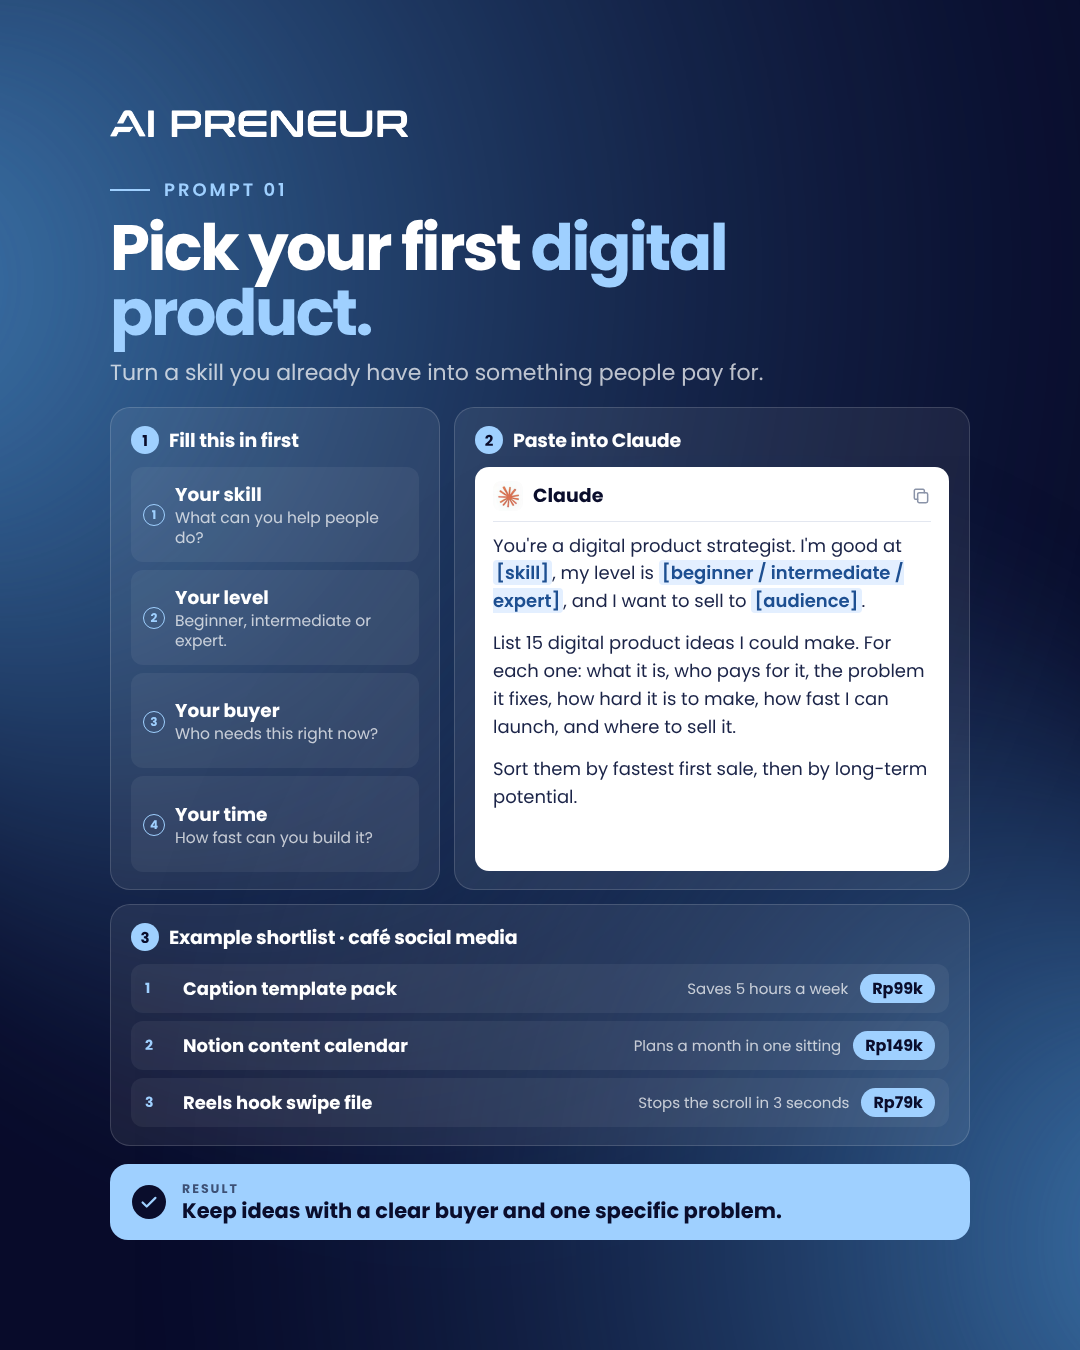 AI PRENEUR
PROMPT 01
Pick your first digital
product.
Turn a skill you already have into something people pay for.
1 Fill this in first
1 Your skill
What can you help people
do?
2 Your level
Beginner, intermediate or
expert.
3 Your buyer
Who needs this right now?
4 Your time
How fast can you build it?
2 Paste into Claude
Claude
You're a digital product strategist. I'm good at
[skill], my level is [beginner / intermediate /
expert], and I want to sell to [audience].
List 15 digital product ideas I could make. For
each one: what it is, who pays for it, the problem
it fixes, how hard it is to make, how fast I can
launch, and where to sell it.
Sort them by fastest first sale, then by long-term
potential.
3 Example shortlist · café social media
1 Caption template pack Saves 5 hours a week Rp99k
2 Notion content calendar Plans a month in one sitting Rp149k
3 Reels hook swipe file Stops the scroll in 3 seconds Rp79k
RESULT
Keep ideas with a clear buyer and one specific problem.